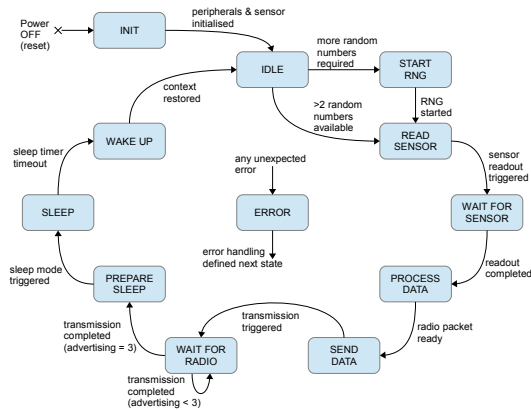 Power
OFF
(reset)
INIT
peripherals & sensor
initialised
IDLE
more random
numbers
required
START
RNG
RNG
started
>2 random
numbers
available
READ
SENSOR
context
restored
WAKE UP
sleep timer
timeout
SLEEP
any unexpected
error
ERROR
error handling
defined next state
sensor
readout
triggered
WAIT FOR
SENSOR
readout
completed
PROCESS
DATA
radio packet
ready
SEND
DATA
transmission
triggered
WAIT FOR
RADIO
transmission
completed
(advertising < 3)
transmission
completed
(advertising = 3)
PREPARE
SLEEP
sleep mode
triggered